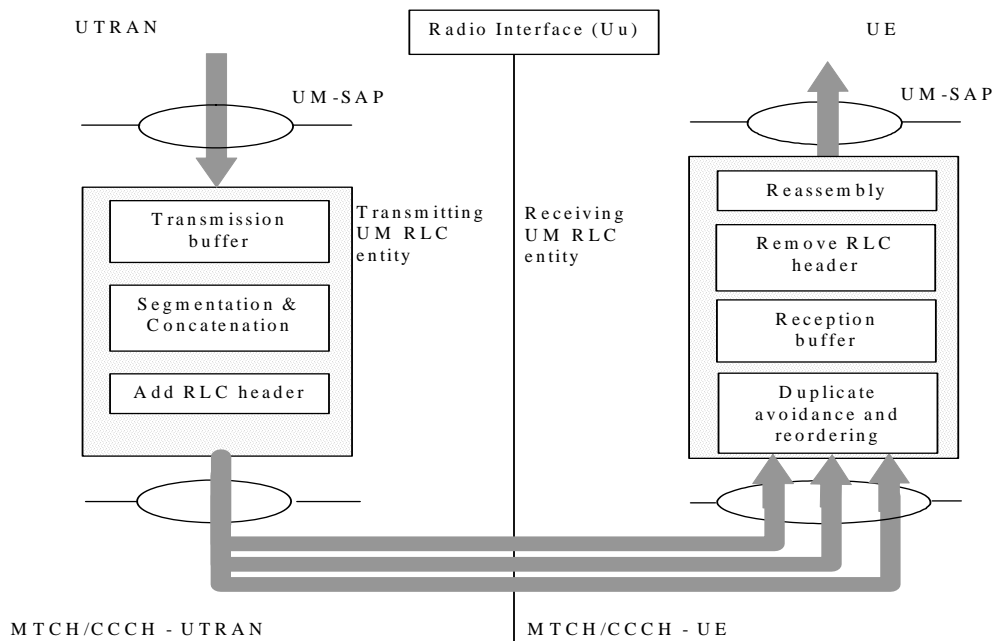 UTRAN
Radio Interface (Uu)
UE
UM-SAP
UM-SAP
Transmission
buffer
Segmentation &
Concatenation
Add RLC header
Transmitting
UM RLC
entity
Receiving
UM RLC
entity
Reassembly
Remove RLC
header
Reception
buffer
Duplicate
avoidance and
reordering
MTCH/CCCH - UTRAN
MTCH/CCCH - UE